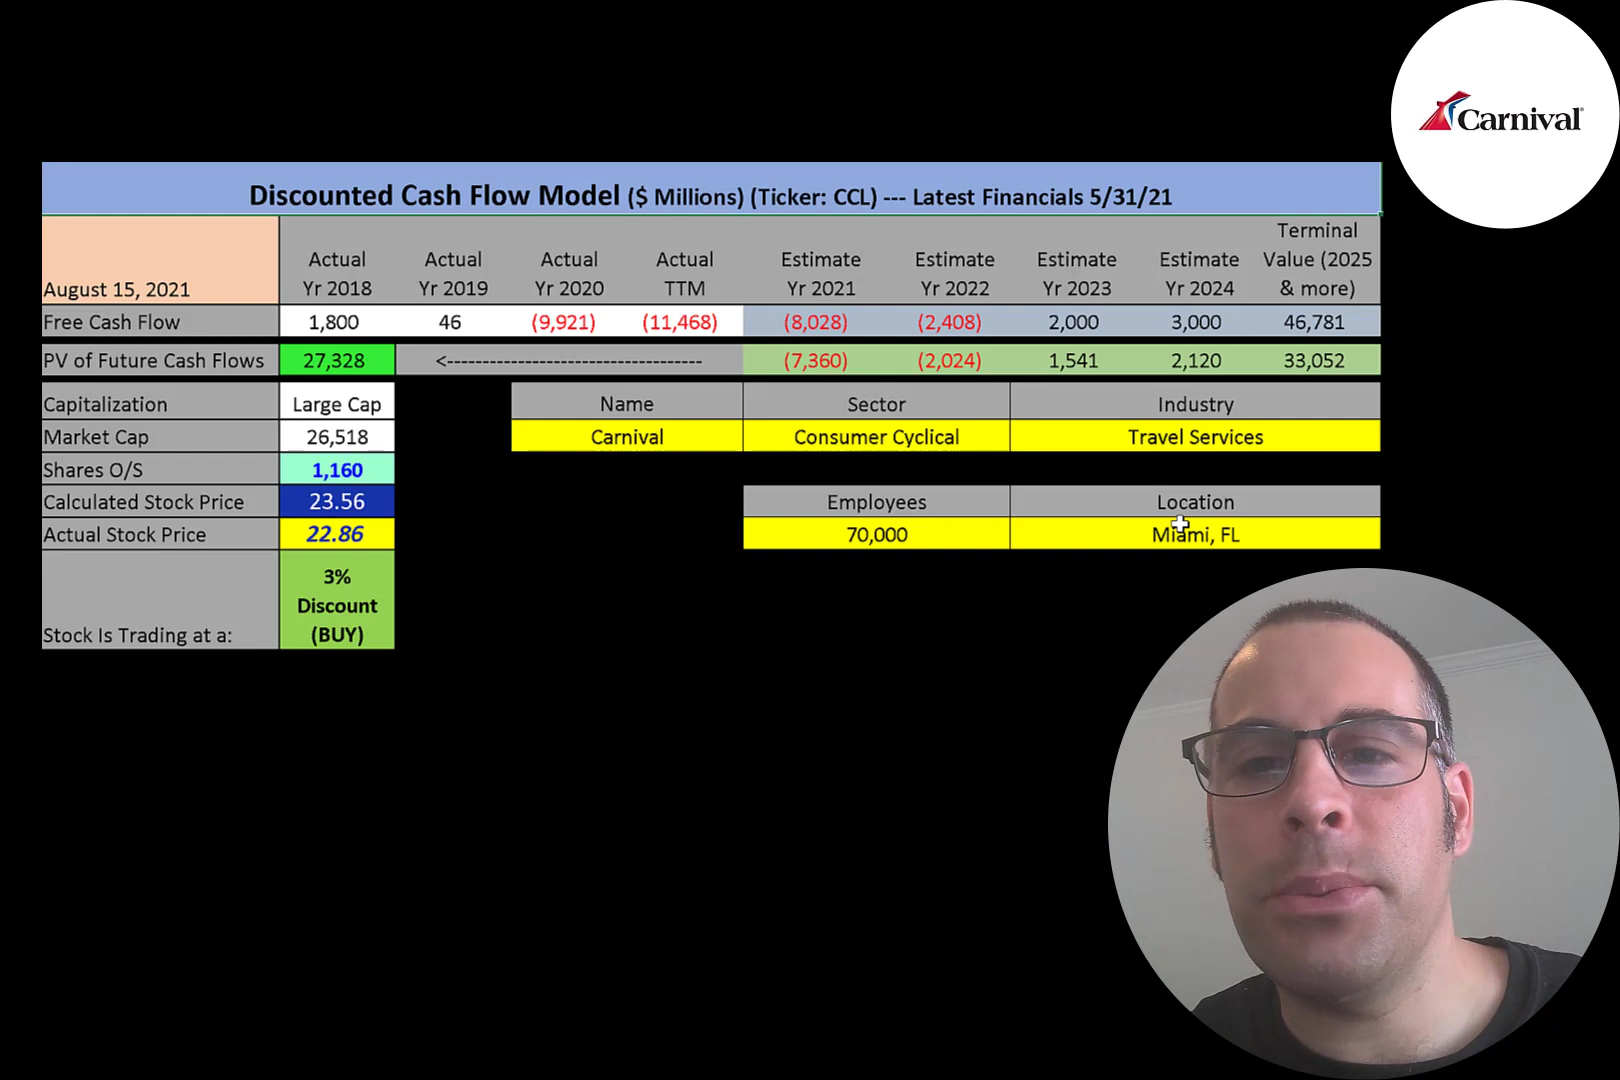 Carnival
Discounted Cash Flow Model ($ Millions) (Ticker: CCL) --- Latest Financials 5/31/21
August 15, 2021 Actual Yr 2018 Actual Yr 2019 Actual Yr 2020 Actual TTM Estimate Yr 2021 Estimate Yr 2022 Estimate Yr 2023 Estimate Yr 2024 Terminal Value (2025 & more)
Free Cash Flow 1,800 46 (9,921) (11,468) (8,028) (2,408) 2,000 3,000 46,781
PV of Future Cash Flows 27,328 <------------------------------------ (7,360) (2,024) 1,541 2,120 33,052
Capitalization Large Cap Name Sector Industry
Market Cap 26,518 Carnival Consumer Cyclical Travel Services
Shares O/S 1,160
Calculated Stock Price 23.56 Employees Location
Actual Stock Price 22.86 70,000 Miami, FL
Stock Is Trading at a: 3% Discount (BUY)